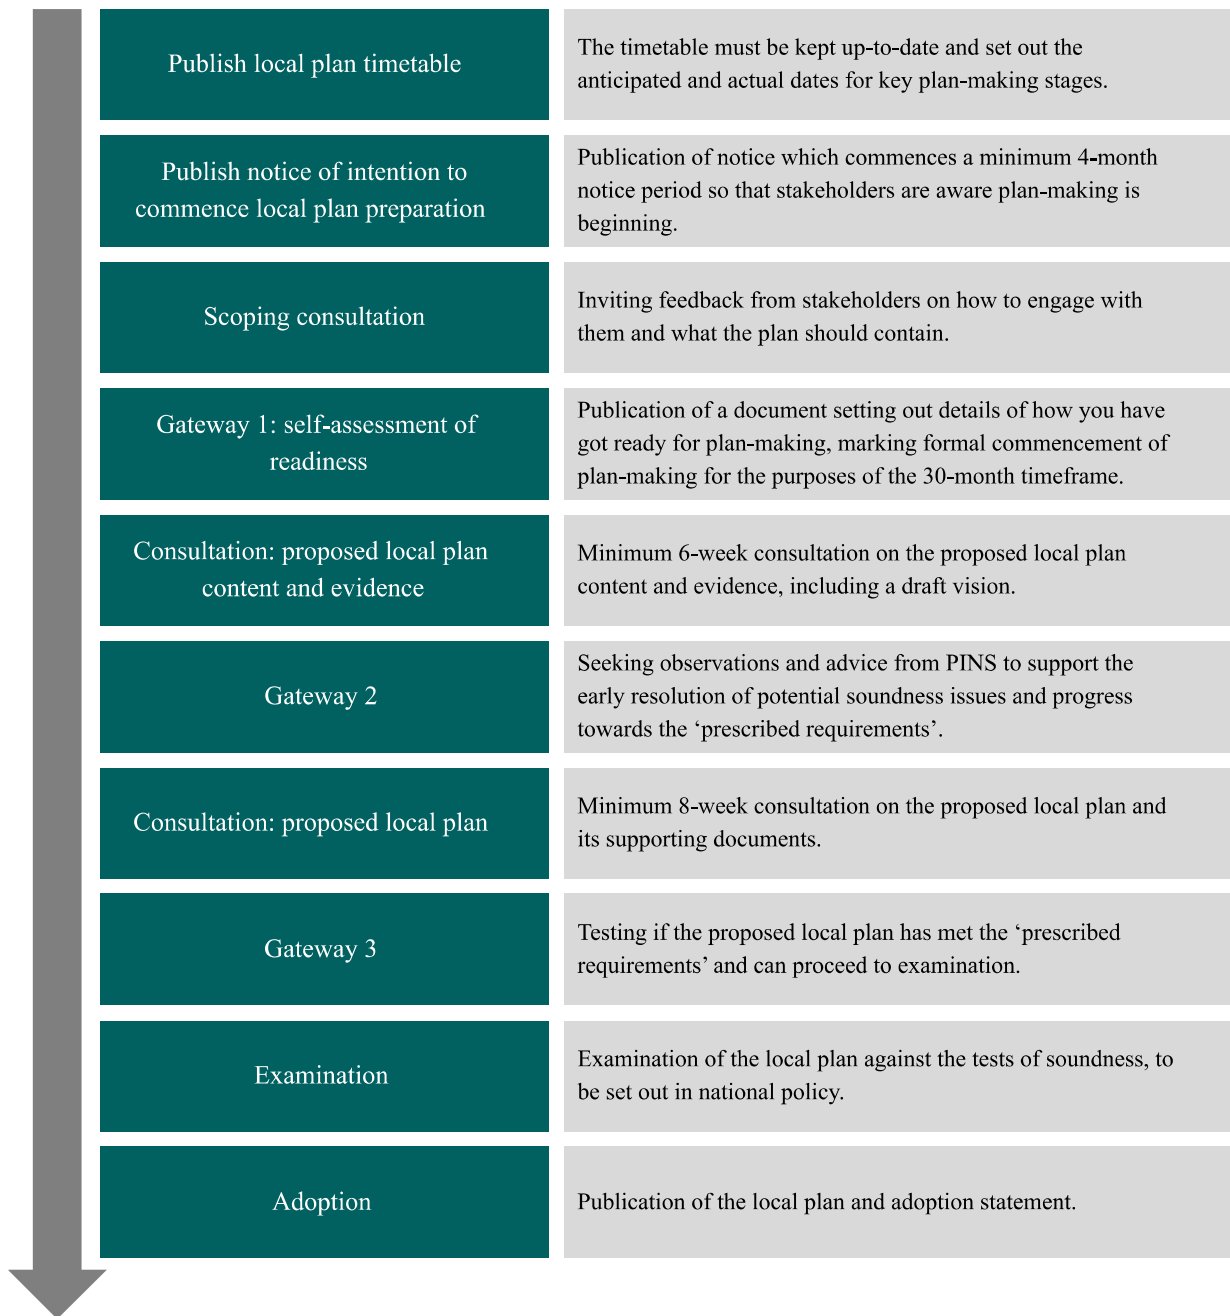 Publish local plan timetable
The timetable must be kept up-to-date and set out the
anticipated and actual dates for key plan-making stages.
Publish notice of intention to
commence local plan preparation
Publication of notice which commences a minimum 4-month
notice period so that stakeholders are aware plan-making is
beginning.
Scoping consultation
Inviting feedback from stakeholders on how to engage with
them and what the plan should contain.
Gateway 1: self-assessment of
readiness
Publication of a document setting out details of how you have
got ready for plan-making, marking formal commencement of
plan-making for the purposes of the 30-month timeframe.
Consultation: proposed local plan
content and evidence
Minimum 6-week consultation on the proposed local plan
content and evidence, including a draft vision.
Gateway 2
Seeking observations and advice from PINS to support the
early resolution of potential soundness issues and progress
towards the ‘prescribed requirements’.
Consultation: proposed local plan
Minimum 8-week consultation on the proposed local plan and
its supporting documents.
Gateway 3
Testing if the proposed local plan has met the ‘prescribed
requirements’ and can proceed to examination.
Examination
Examination of the local plan against the tests of soundness, to
be set out in national policy.
Adoption
Publication of the local plan and adoption statement.